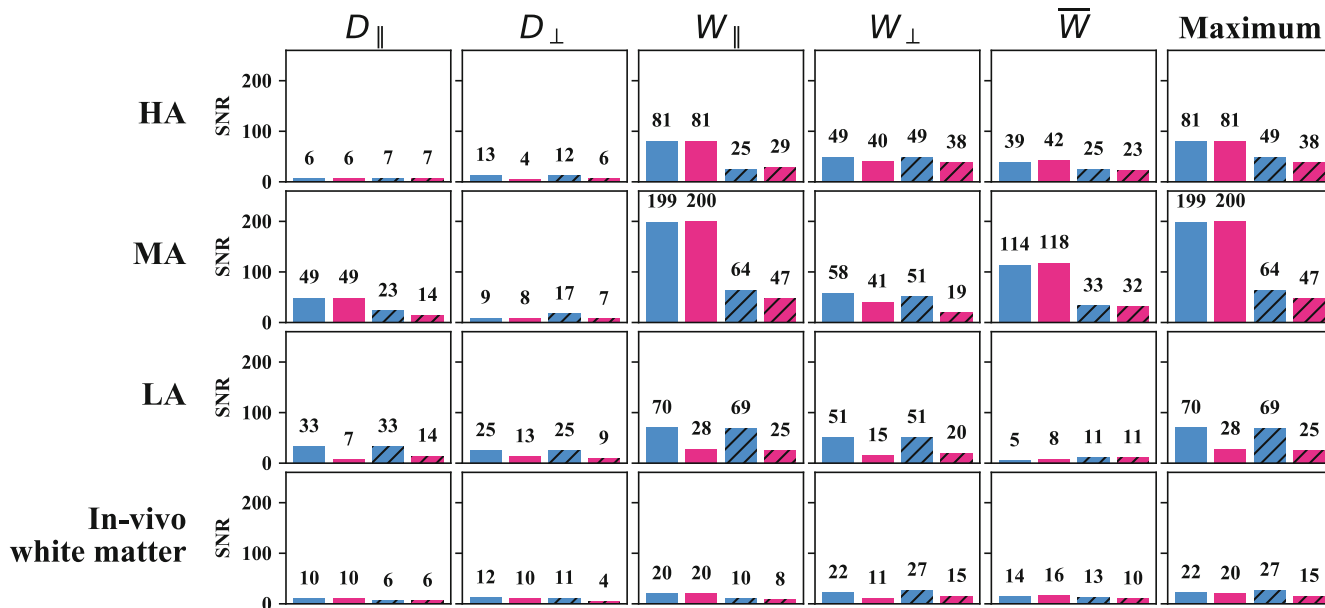 D∥ D⊥ W∥ W⊥ W̅ Maximum
HA
SNR
200
100
0
6 6 7 7
13 4 12 6
81 81 25 29
49 40 49 38
39 42 25 23
81 81 49 38
MA
SNR
200
100
0
49 49 23 14
9 8 17 7
199 200 64 47
58 41 51 19
114 118 33 32
199 200 64 47
LA
SNR
200
100
0
33 7 33 14
25 13 25 9
70 28 69 25
51 15 51 20
5 8 11 11
70 28 69 25
In-vivo
white matter
SNR
200
100
0
10 10 6 6
12 10 11 4
20 20 10 8
22 11 27 15
14 16 13 10
22 20 27 15